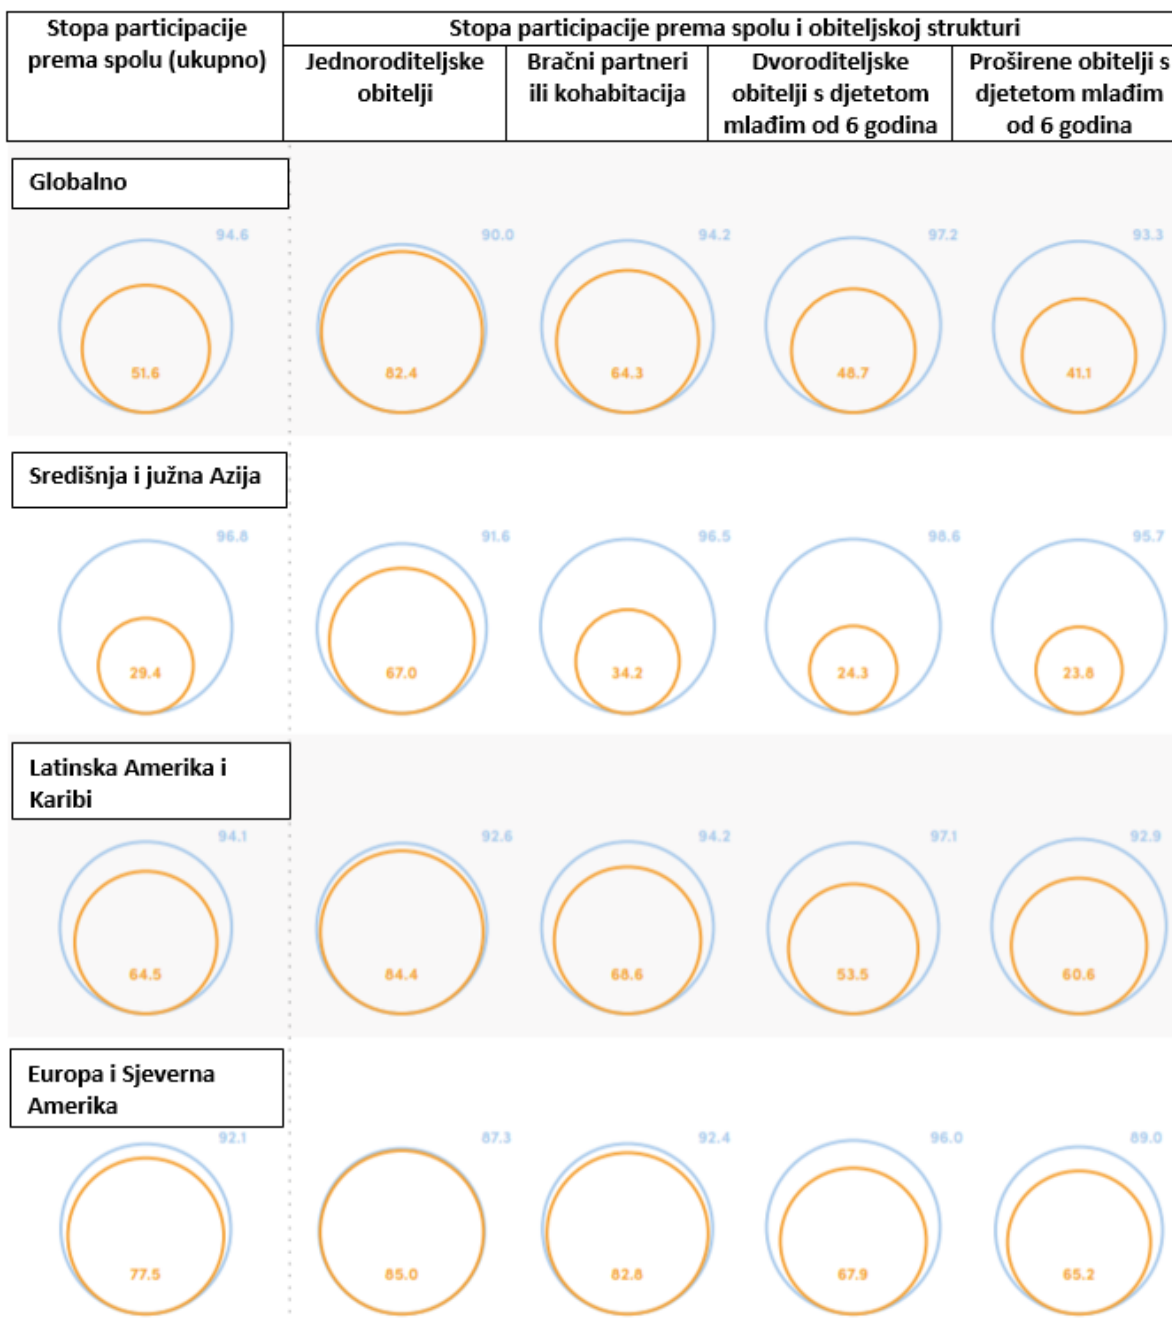 Stopa participacije
prema spolu (ukupno)
Stopa participacije prema spolu i obiteljskoj strukturi
Jednoroditeljske
obitelji
Bračni partneri
ili kohabitacija
Dvoroditeljske
obitelji s djetetom
mlađim od 6 godina
Proširene obitelji s
djetetom mlađim
od 6 godina
Globalno
94.6
90.0
94.2
97.2
93.3
51.6
82.4
64.3
48.7
41.1
Središnja i južna Azija
96.8
91.6
96.5
98.6
95.7
29.4
67.0
34.2
24.3
23.8
Latinska Amerika i
Karibi
94.1
92.6
94.2
97.1
92.9
64.5
84.4
68.6
53.5
60.6
Europa i Sjeverna
Amerika
92.1
87.3
92.4
96.0
89.0
77.5
85.0
82.8
67.9
65.2